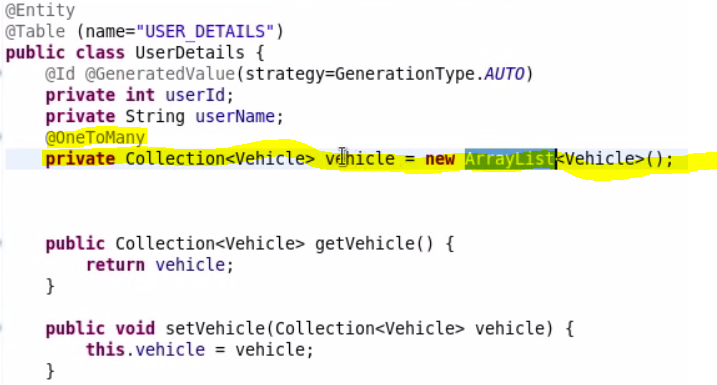 @Entity
@Table (name="USER_DETAILS")
public class UserDetails {
@Id @GeneratedValue(strategy=GenerationType.AUTO)
private int userId;
private String userName;
@OneToMany
private Collection<Vehicle> vehicle = new ArrayList<Vehicle>();
public Collection<Vehicle> getVehicle() {
return vehicle;
}
public void setVehicle(Collection<Vehicle> vehicle) {
this.vehicle = vehicle;
}